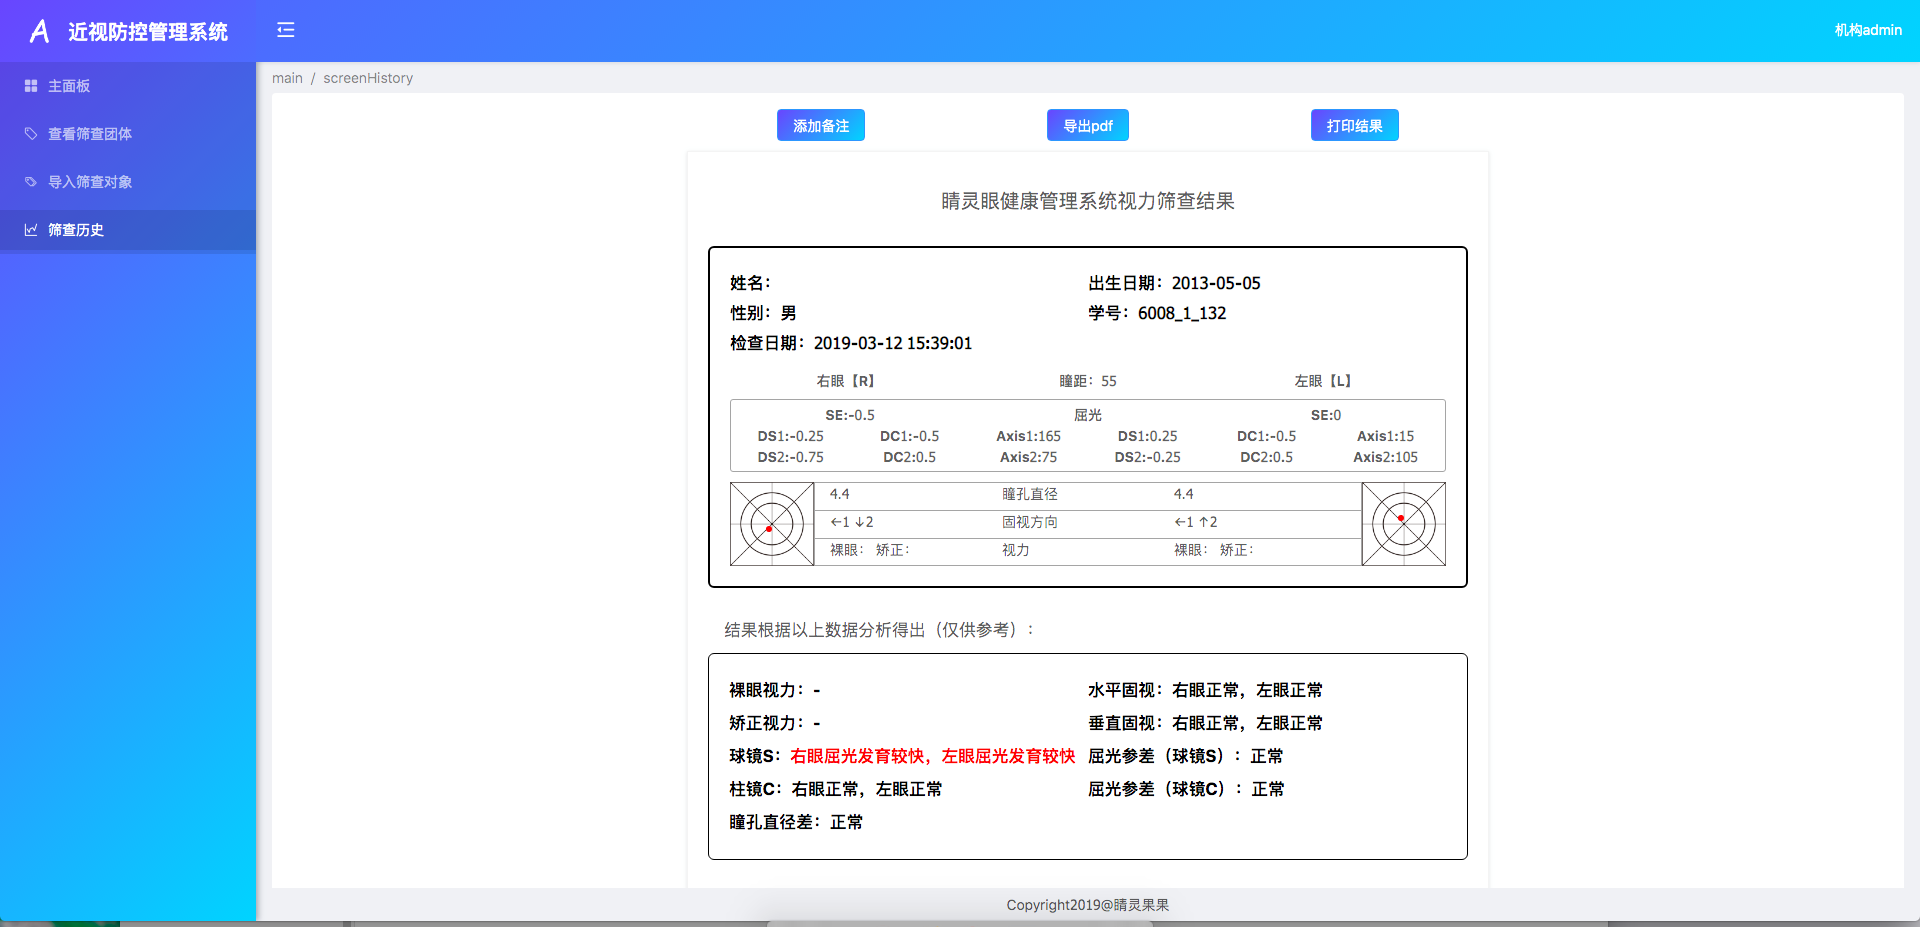 近视防控管理系统
机构admin
主面板
查看筛查团体
导入筛查对象
筛查历史
main / screenHistory
添加备注 导出pdf 打印结果
睛灵眼健康管理系统视力筛查结果
姓名： 出生日期：2013-05-05
性别：男 学号：6008_1_132
检查日期：2019-03-12 15:39:01
右眼【R】 瞳距：55 左眼【L】
SE:-0.5 屈光 SE:0
DS1:-0.25 DC1:-0.5 Axis1:165 DS1:0.25 DC1:-0.5 Axis1:15
DS2:-0.75 DC2:0.5 Axis2:75 DS2:-0.25 DC2:0.5 Axis2:105
4.4 瞳孔直径 4.4
←1 ↓2 固视方向 ←1 ↑2
裸眼： 矫正： 视力 裸眼： 矫正：
结果根据以上数据分析得出（仅供参考）：
裸眼视力：- 水平固视：右眼正常，左眼正常
矫正视力：- 垂直固视：右眼正常，左眼正常
球镜S：右眼屈光发育较快，左眼屈光发育较快 屈光参差（球镜S）：正常
柱镜C：右眼正常，左眼正常 屈光参差（球镜C）：正常
瞳孔直径差：正常
Copyright2019@睛灵果果